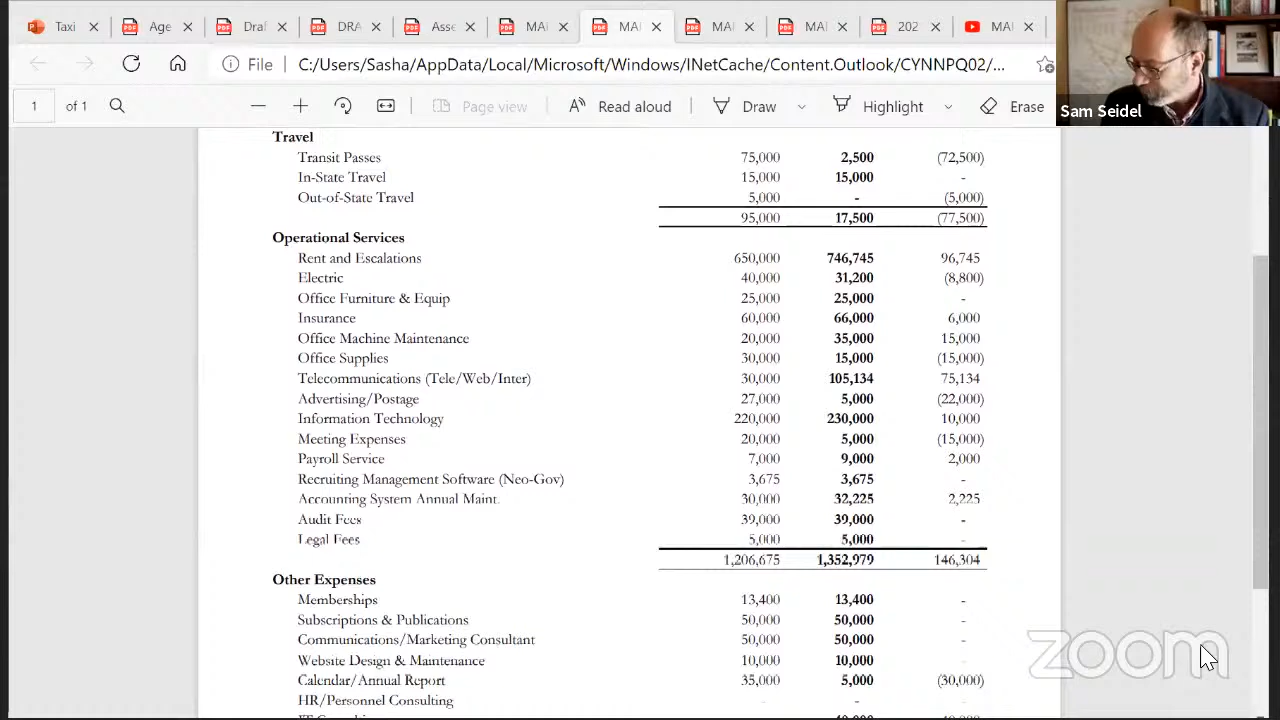 Taxi
Age
Draf
DRA
Asse
MAI
MAI
MAI
MAI
202
MAI
File C:/Users/Sasha/AppData/Local/Microsoft/Windows/INetCache/Content.Outlook/CYNNPQ02/...
1 of 1 Page view Read aloud Draw Highlight Erase
Sam Seidel
Travel
Transit Passes 75,000 2,500 (72,500)
In-State Travel 15,000 15,000 -
Out-of-State Travel 5,000 - (5,000)
95,000 17,500 (77,500)
Operational Services
Rent and Escalations 650,000 746,745 96,745
Electric 40,000 31,200 (8,800)
Office Furniture & Equip 25,000 25,000 -
Insurance 60,000 66,000 6,000
Office Machine Maintenance 20,000 35,000 15,000
Office Supplies 30,000 15,000 (15,000)
Telecommunications (Tele/Web/Inter) 30,000 105,134 75,134
Advertising/Postage 27,000 5,000 (22,000)
Information Technology 220,000 230,000 10,000
Meeting Expenses 20,000 5,000 (15,000)
Payroll Service 7,000 9,000 2,000
Recruiting Management Software (Neo-Gov) 3,675 3,675 -
Accounting System Annual Maint. 30,000 32,225 2,225
Audit Fees 39,000 39,000 -
Legal Fees 5,000 5,000 -
1,206,675 1,352,979 146,304
Other Expenses
Memberships 13,400 13,400 -
Subscriptions & Publications 50,000 50,000 -
Communications/Marketing Consultant 50,000 50,000 -
Website Design & Maintenance 10,000 10,000 -
Calendar/Annual Report 35,000 5,000 (30,000)
HR/Personnel Consulting - - -
zoom